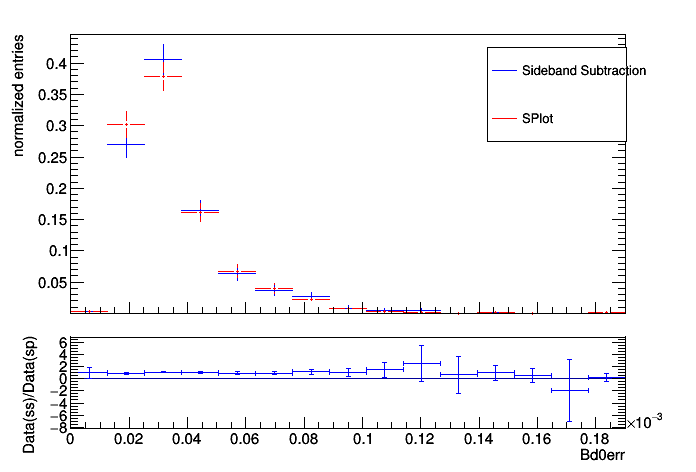 normalized entries
0.4
0.35
0.3
0.25
0.2
0.15
0.1
0.05
Sideband Subtraction
SPlot
Data(ss)/Data(sp)
6
4
2
0
−2
−4
−6
−8
0 0.02 0.04 0.06 0.08 0.1 0.12 0.14 0.16 0.18
×10⁻³
Bd0err